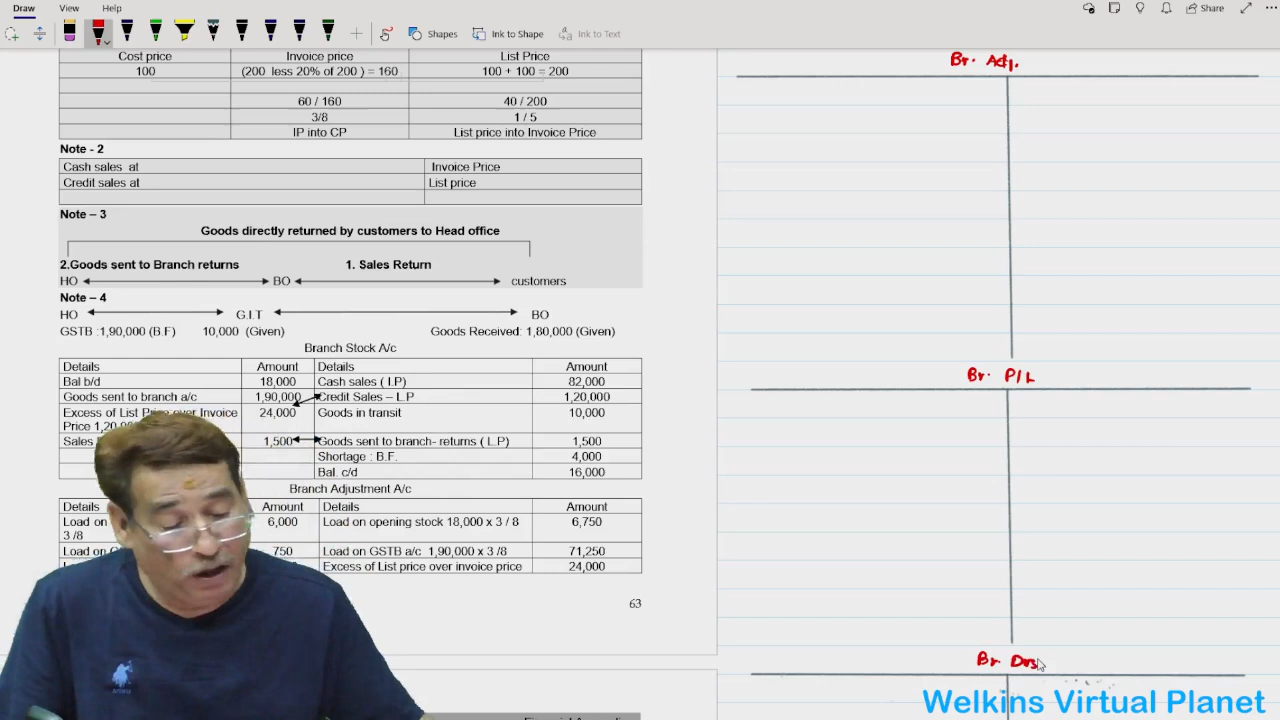 Draw View Help
Share
Shapes Ink to Shape Ink to Text
Cost price Invoice price List Price
100 (200 less 20% of 200 ) = 160 100 + 100 = 200
60 / 160 40 / 200
3/8 1 / 5
IP into CP List price into Invoice Price
Note - 2
Cash sales at Invoice Price
Credit sales at List price
Note – 3
Goods directly returned by customers to Head office
2.Goods sent to Branch returns 1. Sales Return
HO BO customers
Note – 4
HO G.I.T BO
GSTB :1,90,000 (B.F) 10,000 (Given) Goods Received: 1,80,000 (Given)
Branch Stock A/c
Details Amount Details Amount
Bal b/d 18,000 Cash sales ( I.P) 82,000
Goods sent to branch a/c 1,90,000 Credit Sales – L.P 1,20,000
Excess of List Price over Invoice 24,000 Goods in transit 10,000
Price 1,20,
Sales 1,500 Goods sent to branch- returns ( L.P) 1,500
Shortage : B.F. 4,000
Bal. c/d 16,000
Branch Adjustment A/c
Details Amount Details Amount
Load on 6,000 Load on opening stock 18,000 x 3 / 8 6,750
3 /8
Load on 750 Load on GSTB a/c 1,90,000 x 3 /8 71,250
Excess of List price over invoice price 24,000
63
Br. Adj.
Br. P/L
Br Drs
Welkins Virtual Planet